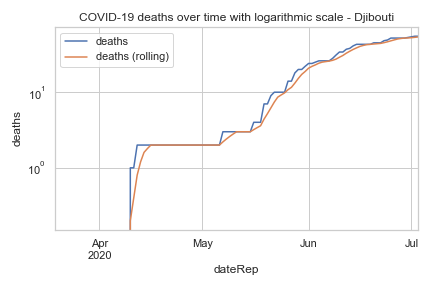 COVID-19 deaths over time with logarithmic scale - Djibouti
deaths
deaths (rolling)
10¹
10⁰
deaths
Apr
2020
May
Jun
Jul
dateRep